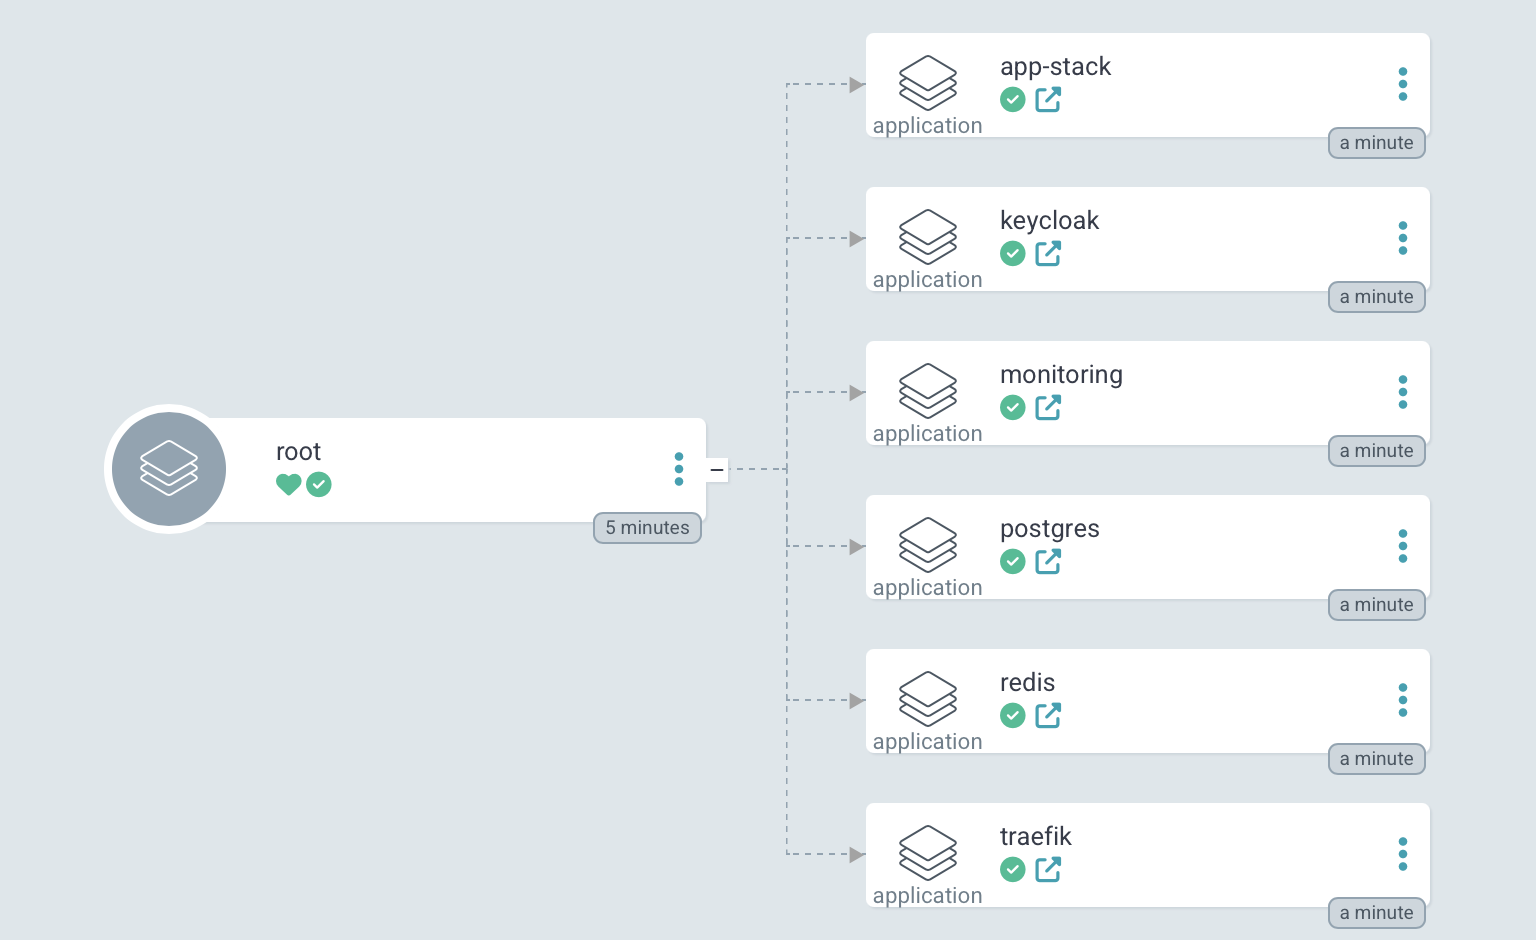 root
5 minutes
app-stack
application
a minute
keycloak
application
a minute
monitoring
application
a minute
postgres
application
a minute
redis
application
a minute
traefik
application
a minute